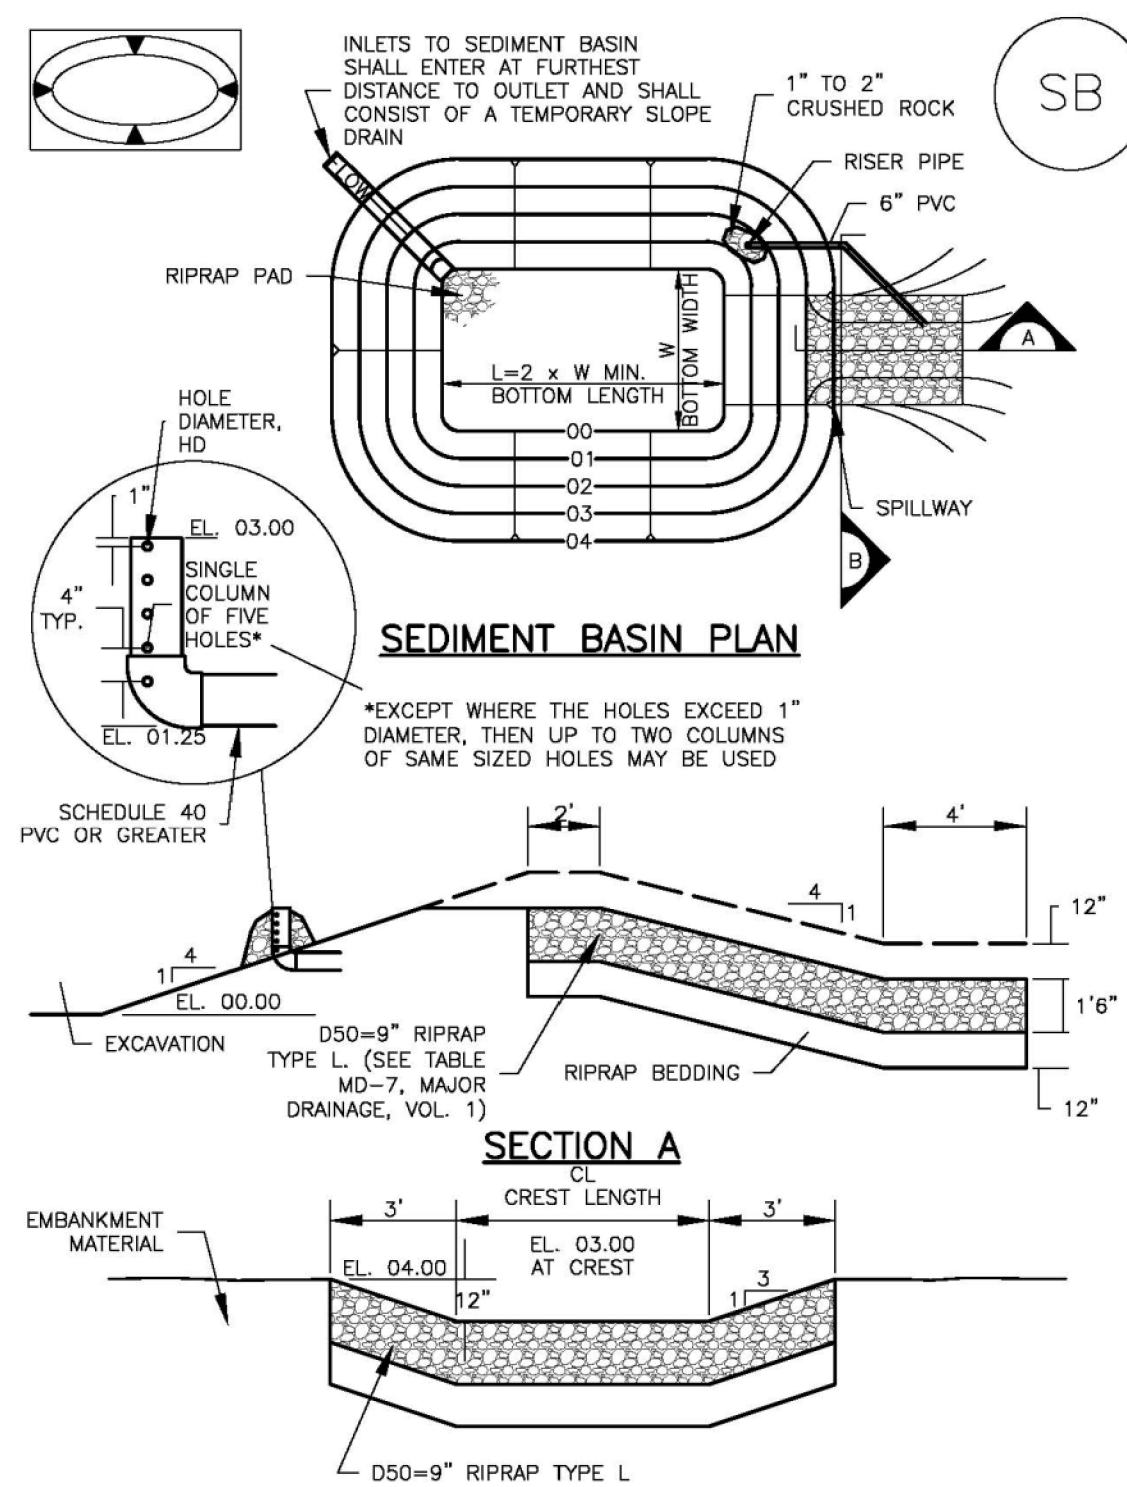 INLETS TO SEDIMENT BASIN
SHALL ENTER AT FURTHEST
DISTANCE TO OUTLET AND SHALL
CONSIST OF A TEMPORARY SLOPE
DRAIN
1" TO 2"
CRUSHED ROCK
SB
RISER PIPE
6" PVC
FLOW
RIPRAP PAD
W
BOTTOM WIDTH
L=2 x W MIN.
BOTTOM LENGTH
A
00
01
02
03
04
SPILLWAY
B
HOLE
DIAMETER,
HD
1"
EL. 03.00
4"
TYP.
SINGLE
COLUMN
OF FIVE
HOLES*
EL. 01.25
SEDIMENT BASIN PLAN
*EXCEPT WHERE THE HOLES EXCEED 1"
DIAMETER, THEN UP TO TWO COLUMNS
OF SAME SIZED HOLES MAY BE USED
SCHEDULE 40
PVC OR GREATER
2'
4'
4
1
12"
4
1
EL. 00.00
EXCAVATION
1'6"
D50=9" RIPRAP
TYPE L. (SEE TABLE
MD-7, MAJOR
DRAINAGE, VOL. 1)
RIPRAP BEDDING
12"
SECTION A
CL
CREST LENGTH
3'
3'
EMBANKMENT
MATERIAL
EL. 04.00
EL. 03.00
AT CREST
12"
3
1
D50=9" RIPRAP TYPE L